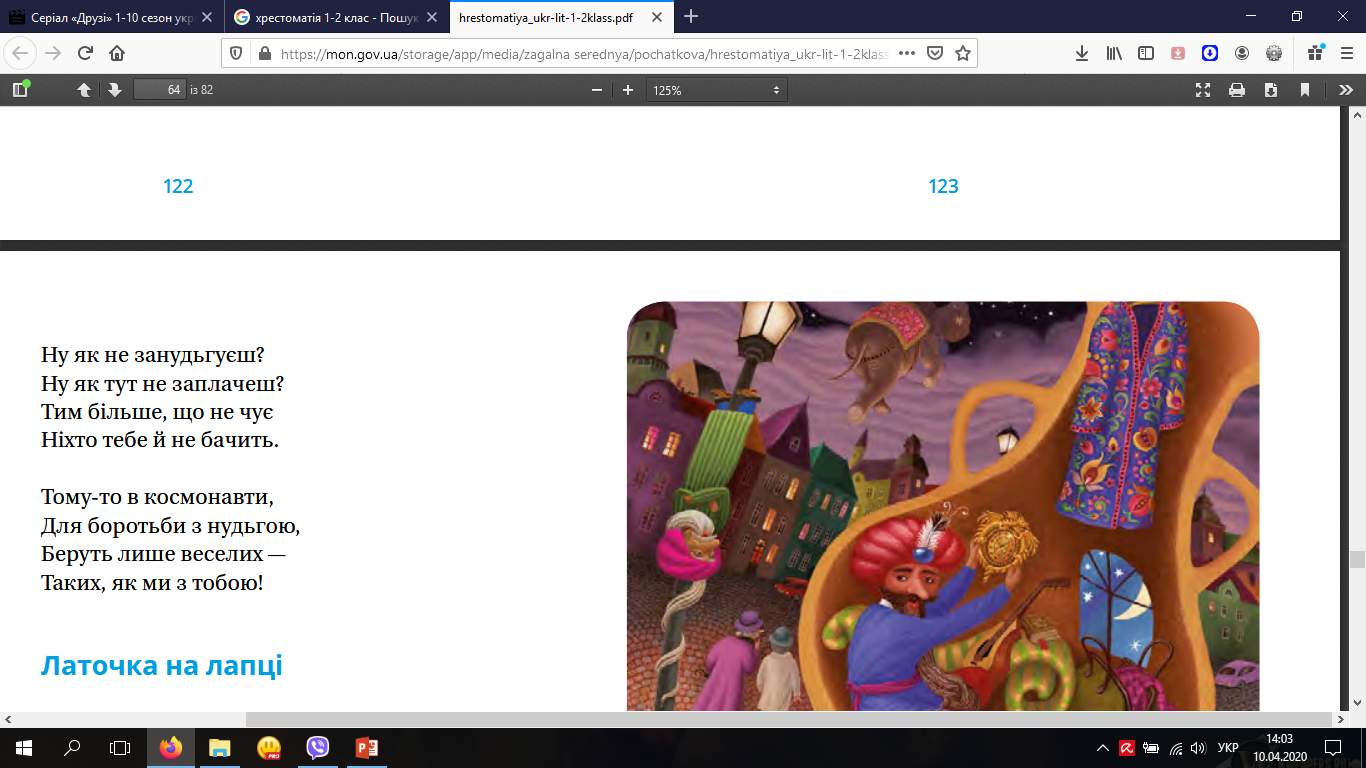 Серіал «Друзі» 1-10 сезон укр
хрестоматія 1-2 клас - Пошук
hrestomatiya_ukr-lit-1-2klass.pdf
https://mon.gov.ua/storage/app/media/zagalna serednya/pochatkova/hrestomatiya_ukr-lit-1-2klass
64 із 82
125%
122
123
Ну як не занудьгуєш?
Ну як тут не заплачеш?
Тим більше, що не чує
Ніхто тебе й не бачить.
Тому-то в космонавти,
Для боротьби з нудьгою,
Беруть лише веселих —
Таких, як ми з тобою!
Латочка на лапці
PRO
УКР
14:03
10.04.2020